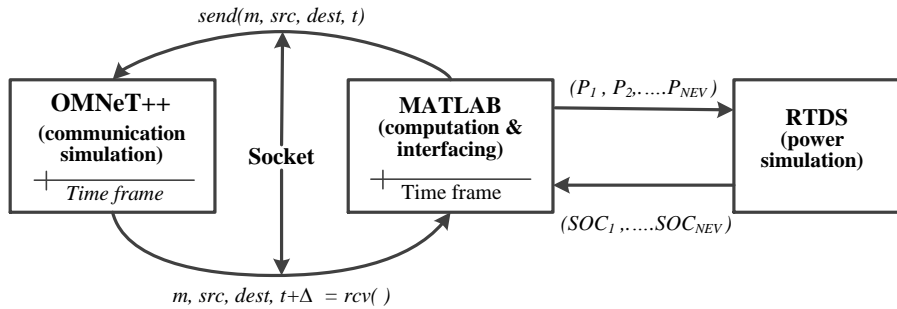 send(m, src, dest, t)
OMNeT++
(communication
simulation)
Time frame
Socket
MATLAB
(computation &
interfacing)
Time frame
(P1 , P2,.....PNEV)
RTDS
(power
simulation)
(SOC1 ,.....SOCNEV)
m, src, dest, t+Δ = rcv( )